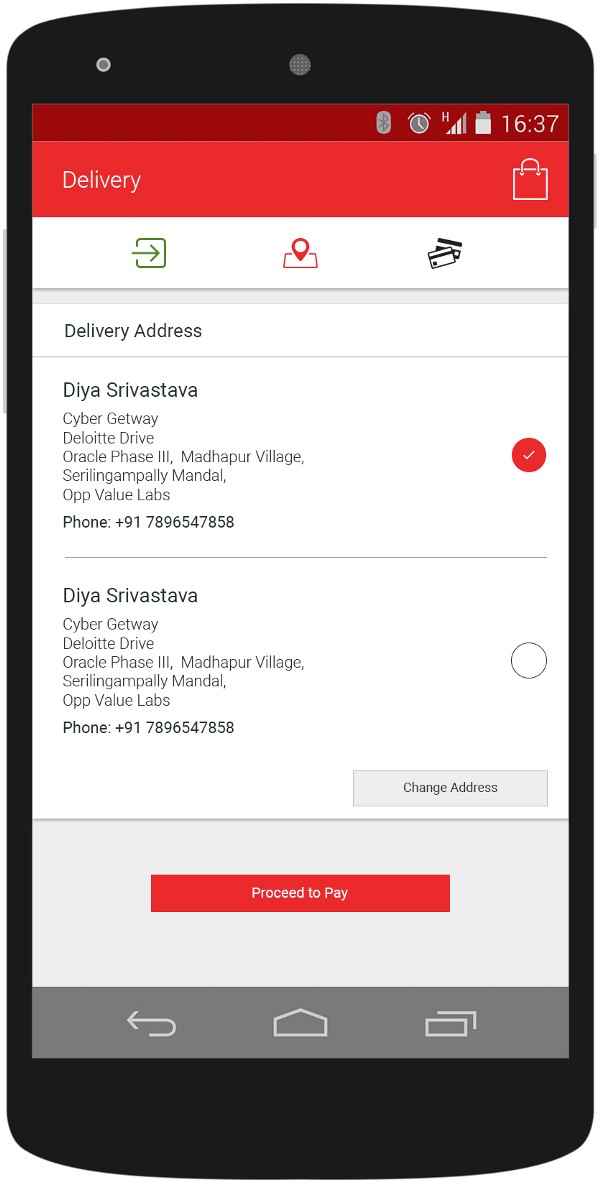 H 16:37
Delivery
Delivery Address
Diya Srivastava
Cyber Getway
Deloitte Drive
Oracle Phase III,  Madhapur Village,
Serilingampally Mandal,
Opp Value Labs
Phone: +91 7896547858
Diya Srivastava
Cyber Getway
Deloitte Drive
Oracle Phase III,  Madhapur Village,
Serilingampally Mandal,
Opp Value Labs
Phone: +91 7896547858
Change Address
Proceed to Pay